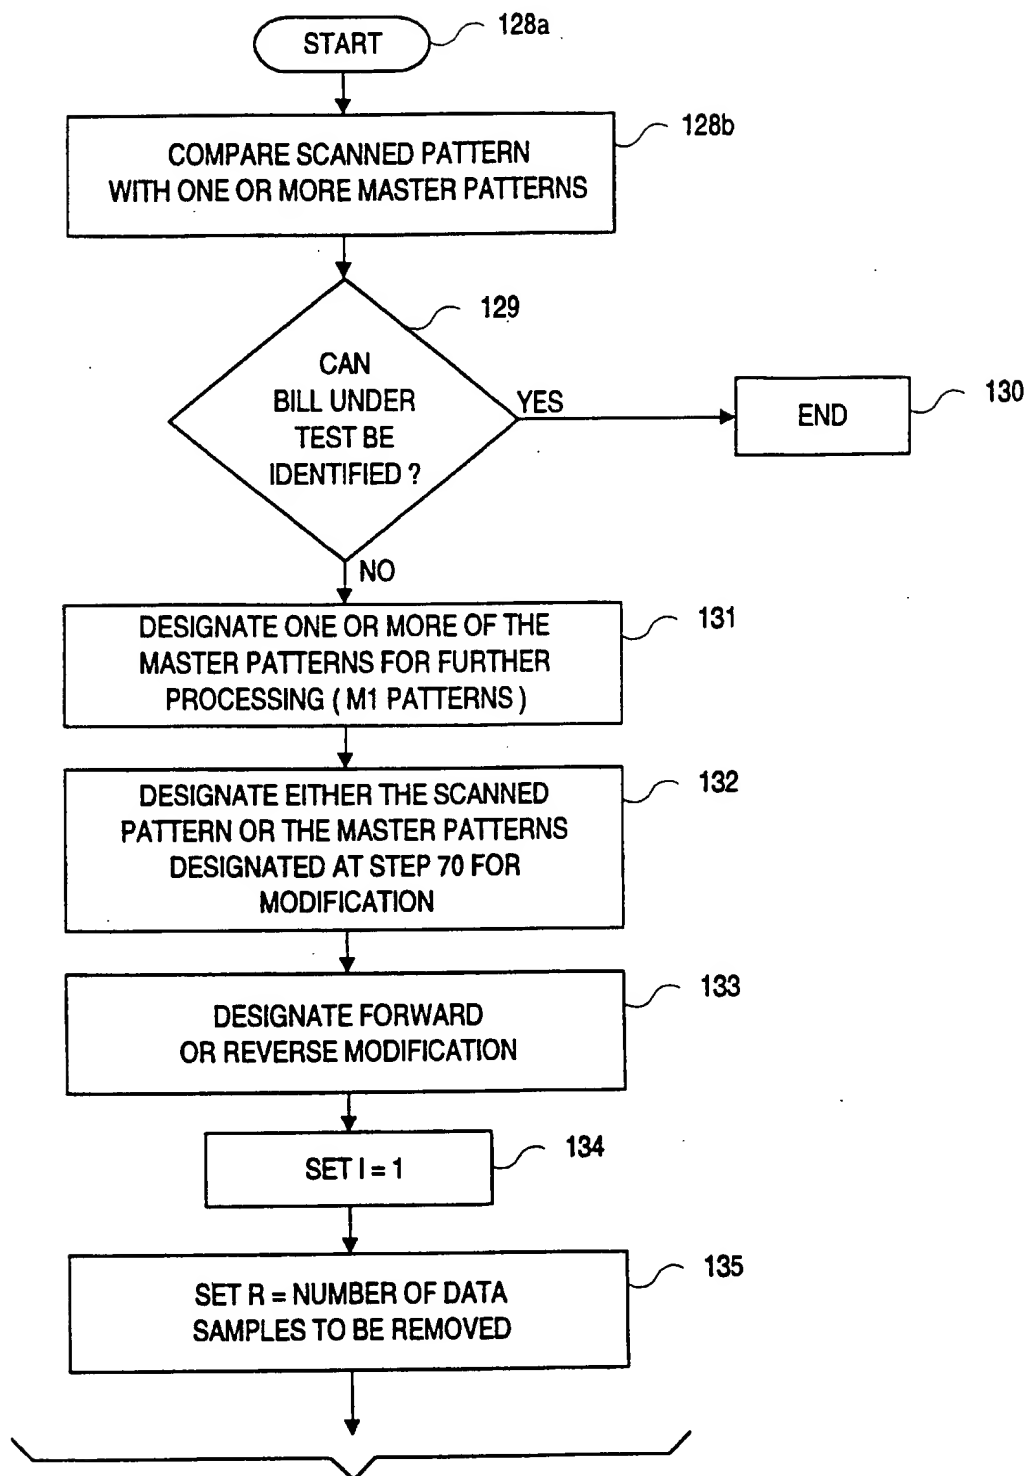 START
128a
COMPARE SCANNED PATTERN
WITH ONE OR MORE MASTER PATTERNS
128b
129
CAN
BILL UNDER
TEST BE
IDENTIFIED ?
YES
END
130
NO
DESIGNATE ONE OR MORE OF THE
MASTER PATTERNS FOR FURTHER
PROCESSING ( M1 PATTERNS )
131
DESIGNATE EITHER THE SCANNED
PATTERN OR THE MASTER PATTERNS
DESIGNATED AT STEP 70 FOR
MODIFICATION
132
DESIGNATE FORWARD
OR REVERSE MODIFICATION
133
SET I = 1
134
SET R = NUMBER OF DATA
SAMPLES TO BE REMOVED
135